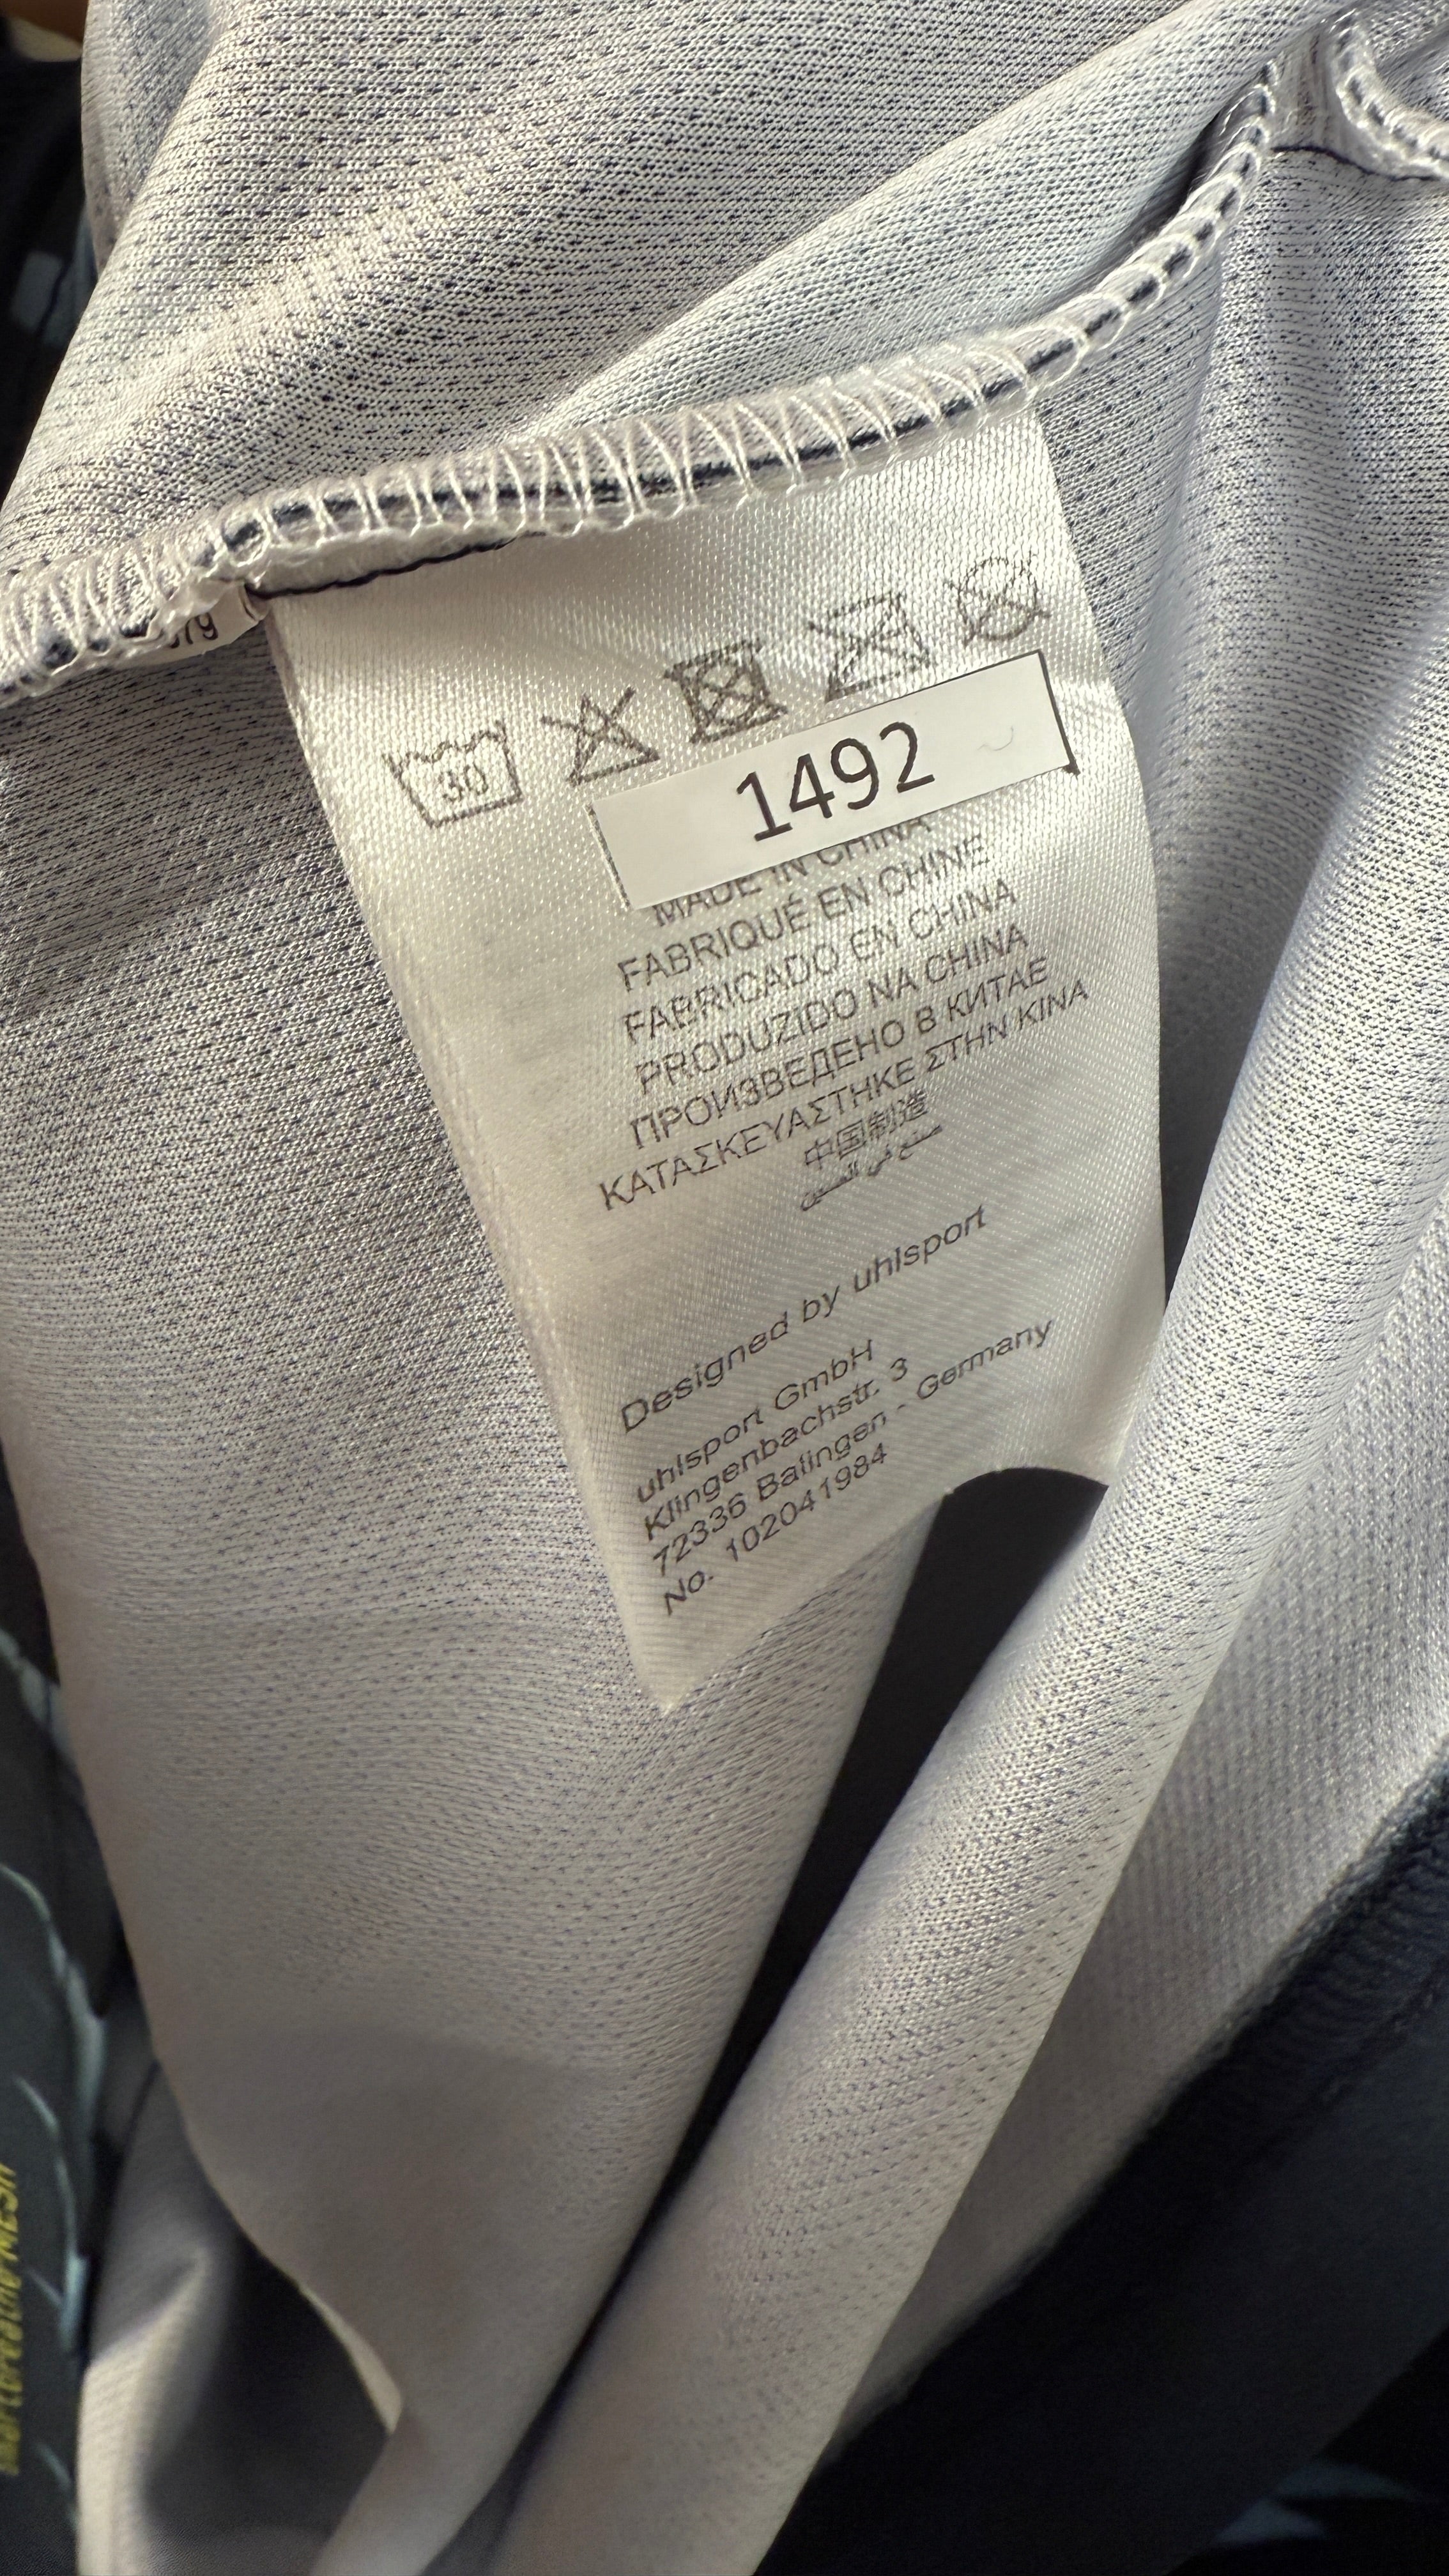 30
1492
MADE IN CHINA
FABRIQUÉ EN CHINE
FABRICADO EN CHINA
PRODUZIDO NA CHINA
ПРОИЗВЕДЕНО В КИТАЕ
ΚΑΤΑΣΚΕΥΑΣΤΗΚΕ ΣΤΗΝ ΚΙΝΑ
中国制造
صنع في الصين
Designed by uhlsport
uhlsport GmbH
Klingenbachstr. 3
72336 Balingen - Germany
No. 102041984